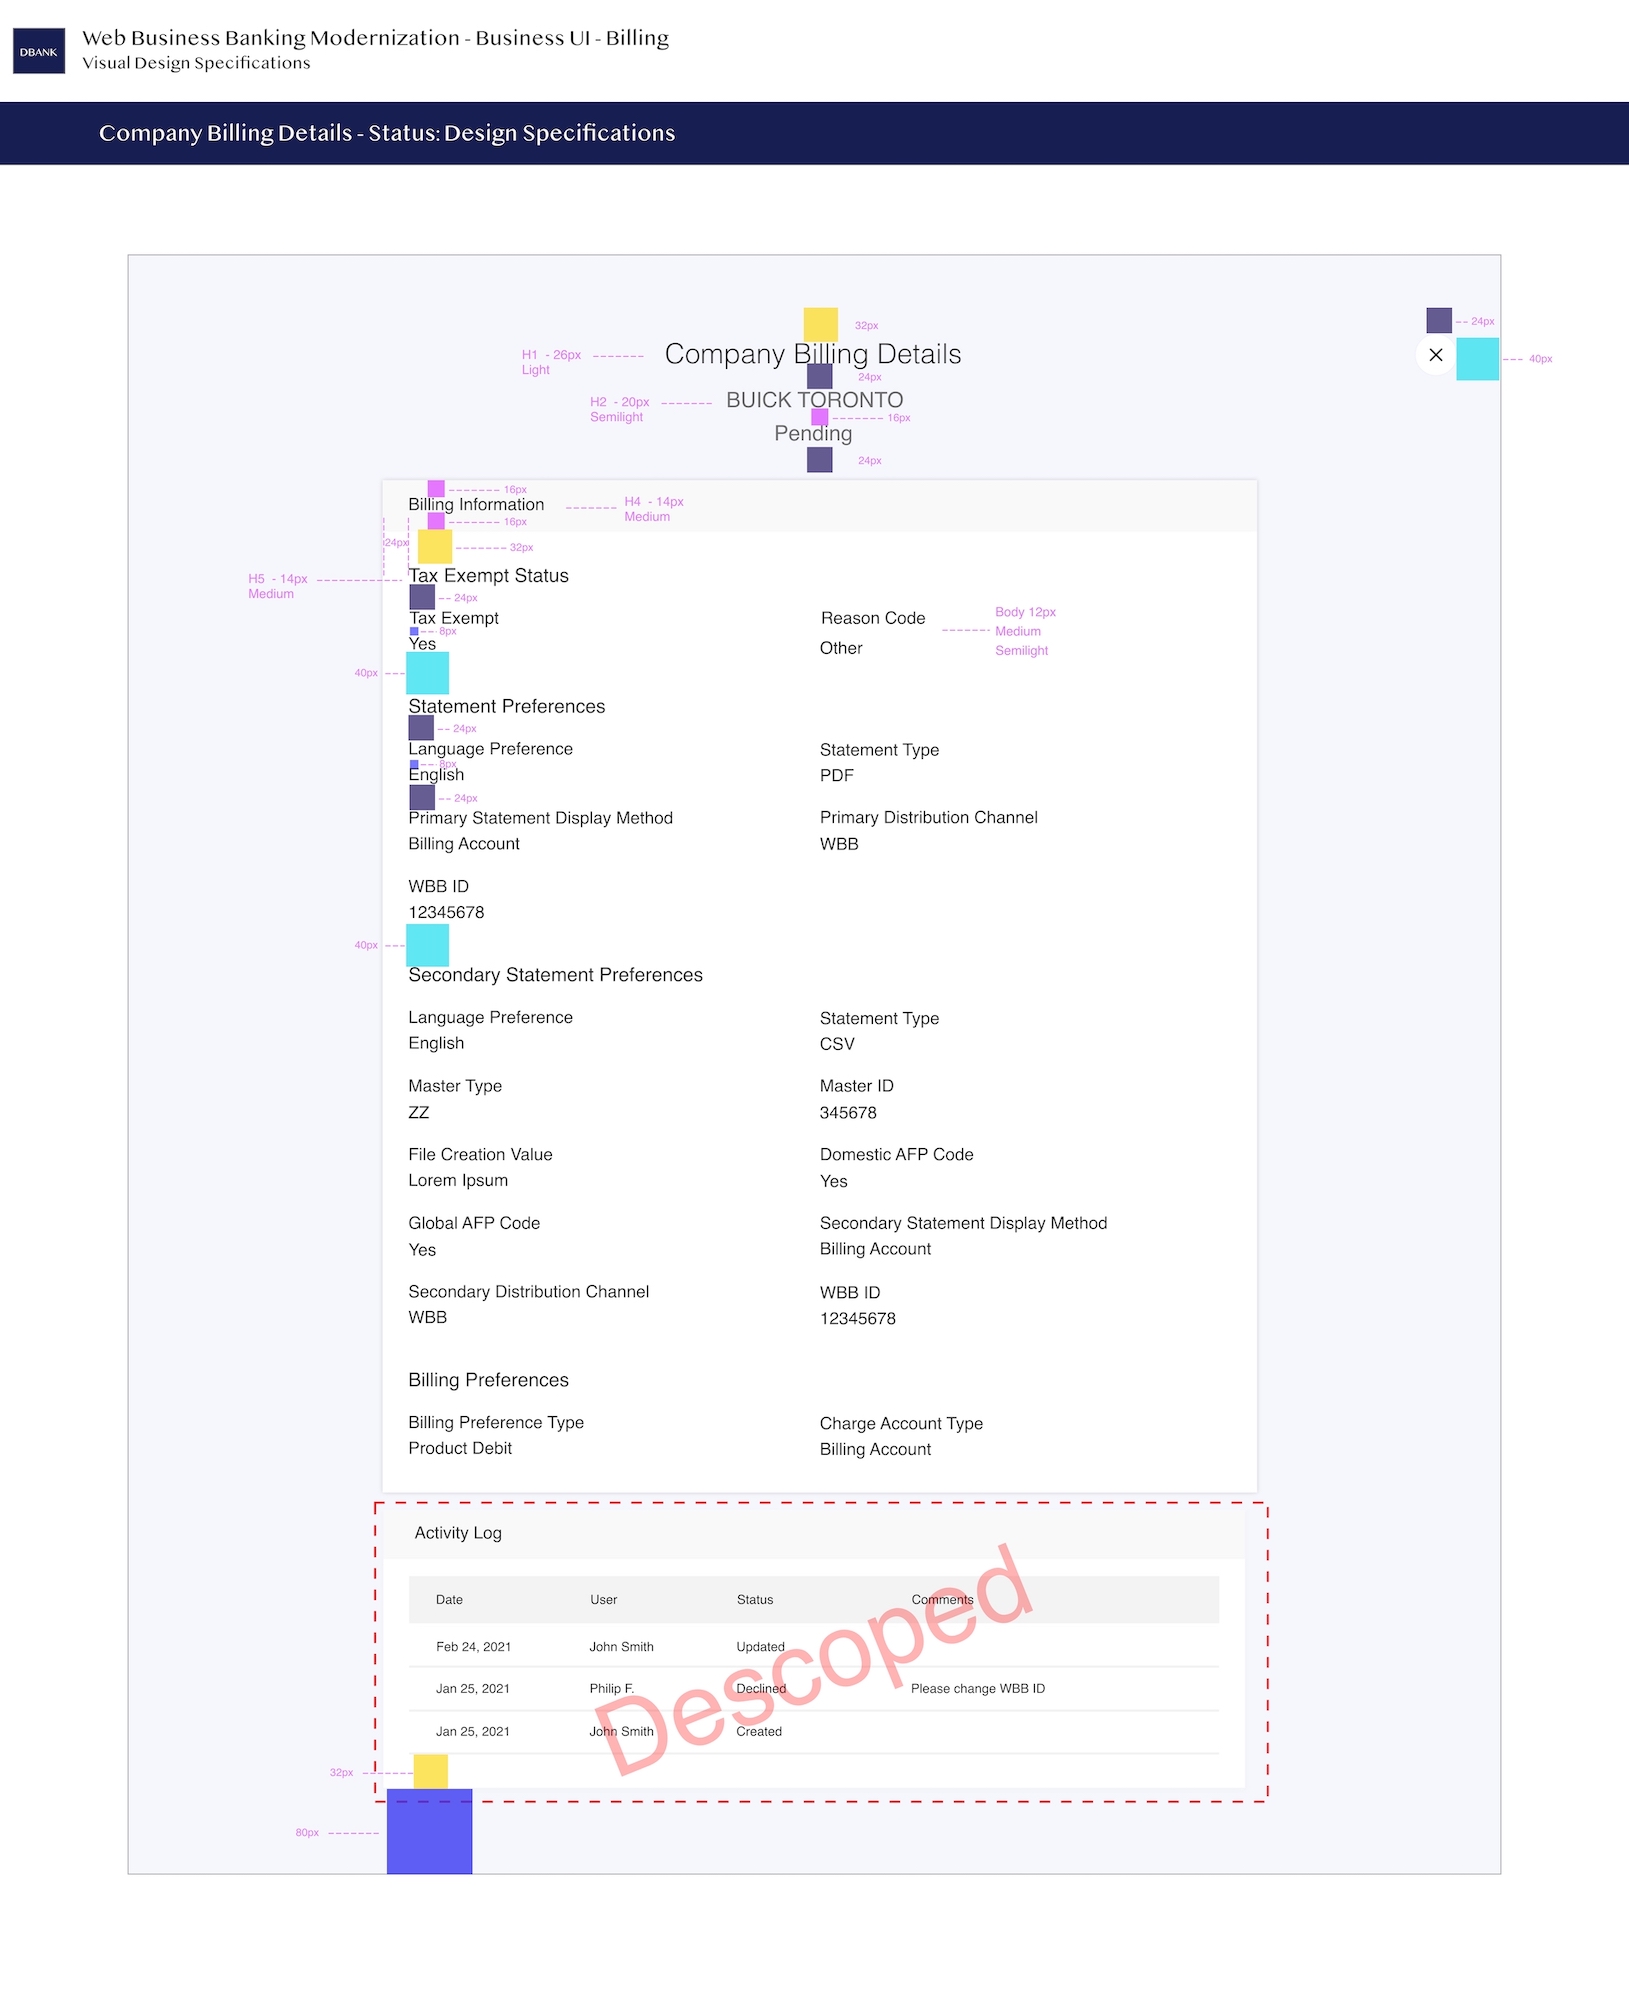 DBANK
Web Business Banking Modernization - Business UI - Billing
Visual Design Specifications
Company Billing Details - Status: Design Specifications
32px
24px
H1 - 26px
Light
Company Billing Details
40px
24px
H2 - 20px
Semilight
BUICK TORONTO
16px
Pending
24px
16px
Billing Information
H4 - 14px
Medium
16px
24px
32px
H5 - 14px
Medium
Tax Exempt Status
24px
Tax Exempt
Reason Code
Body 12px
Medium
Semilight
8px
Yes
Other
40px
Statement Preferences
24px
Language Preference
Statement Type
8px
English
PDF
24px
Primary Statement Display Method
Primary Distribution Channel
Billing Account
WBB
WBB ID
12345678
40px
Secondary Statement Preferences
Language Preference
Statement Type
English
CSV
Master Type
Master ID
ZZ
345678
File Creation Value
Domestic AFP Code
Lorem Ipsum
Yes
Global AFP Code
Secondary Statement Display Method
Yes
Billing Account
Secondary Distribution Channel
WBB ID
WBB
12345678
Billing Preferences
Billing Preference Type
Charge Account Type
Product Debit
Billing Account
Activity Log
Date User Status Comments
Feb 24, 2021 John Smith Updated
Jan 25, 2021 Philip F. Declined Please change WBB ID
Jan 25, 2021 John Smith Created
Descoped
32px
80px